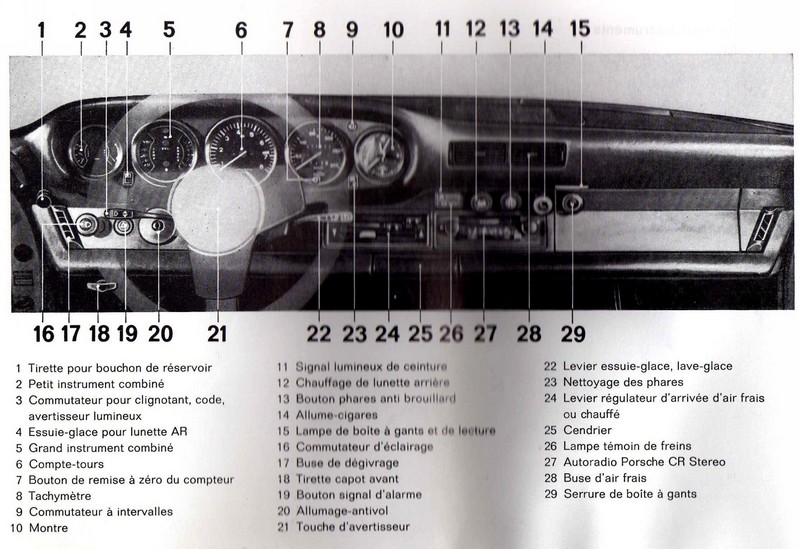 1 2 3 4 5 6 7 8 9 10 11 12 13 14 15
16 17 18 19 20 21 22 23 24 25 26 27 28 29
1 Tirette pour bouchon de réservoir
2 Petit instrument combiné
3 Commutateur pour clignotant, code,
avertisseur lumineux
4 Essuie-glace pour lunette AR
5 Grand instrument combiné
6 Compte-tours
7 Bouton de remise à zéro du compteur
8 Tachymètre
9 Commutateur à intervalles
10 Montre
11 Signal lumineux de ceinture
12 Chauffage de lunette arrière
13 Bouton phares anti brouillard
14 Allume-cigares
15 Lampe de boîte à gants et de lecture
16 Commutateur d'éclairage
17 Buse de dégivrage
18 Tirette capot avant
19 Bouton signal d'alarme
20 Allumage-antivol
21 Touche d'avertisseur
22 Levier essuie-glace, lave-glace
23 Nettoyage des phares
24 Levier régulateur d'arrivée d'air frais
ou chauffé
25 Cendrier
26 Lampe témoin de freins
27 Autoradio Porsche CR Stereo
28 Buse d'air frais
29 Serrure de boîte à gants